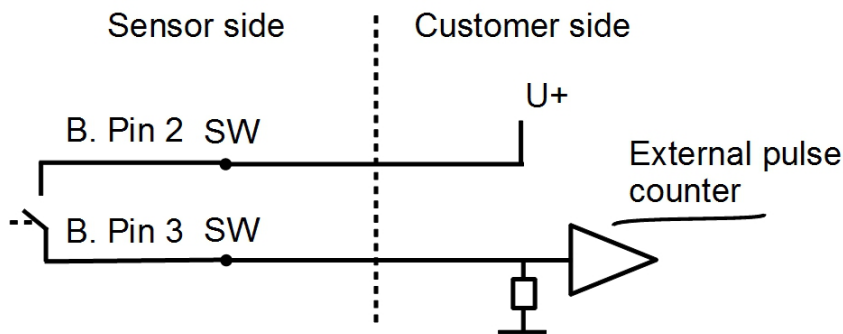 Sensor side
Customer side
U+
B. Pin 2 SW
External pulse
counter
B. Pin 3 SW